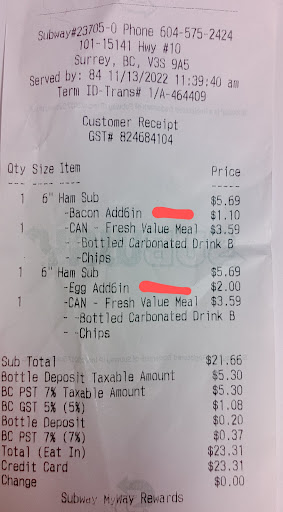 Subway#23705-0 Phone 604-575-2424
101-15141 Hwy #10
Surrey, BC, V3S 9A5
Served by: 84 11/13/2022 11:39:40 am
Term ID-Trans# 1/A-464409
Customer Receipt
GST# 824684104
Qty Size Item Price
1 6" Ham Sub $5.69
-Bacon Add6in $1.10
1 -CAN - Fresh Value Meal $3.59
- -Bottled Carbonated Drink B
- -Chips
1 6" Ham Sub $5.69
-Egg Add6in $2.00
1 -CAN - Fresh Value Meal $3.59
- -Bottled Carbonated Drink B
- -Chips
Sub Total $21.66
Bottle Deposit Taxable Amount $5.30
BC PST 7% Taxable Amount $5.30
BC GST 5% (5%) $1.08
Bottle Deposit $0.20
BC PST 7% (7%) $0.37
Total (Eat In) $23.31
Credit Card $23.31
Change $0.00
Subway MyWay Rewards